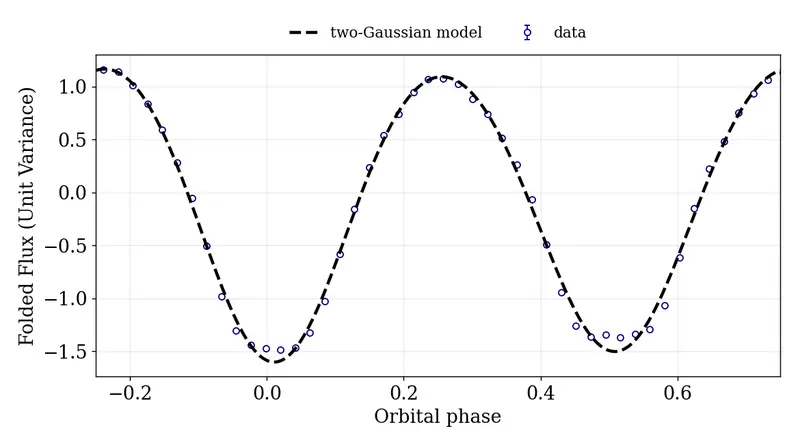 two-Gaussian model
data
Folded Flux (Unit Variance)
1.0
0.5
0.0
−0.5
−1.0
−1.5
−0.2 0.0 0.2 0.4 0.6
Orbital phase